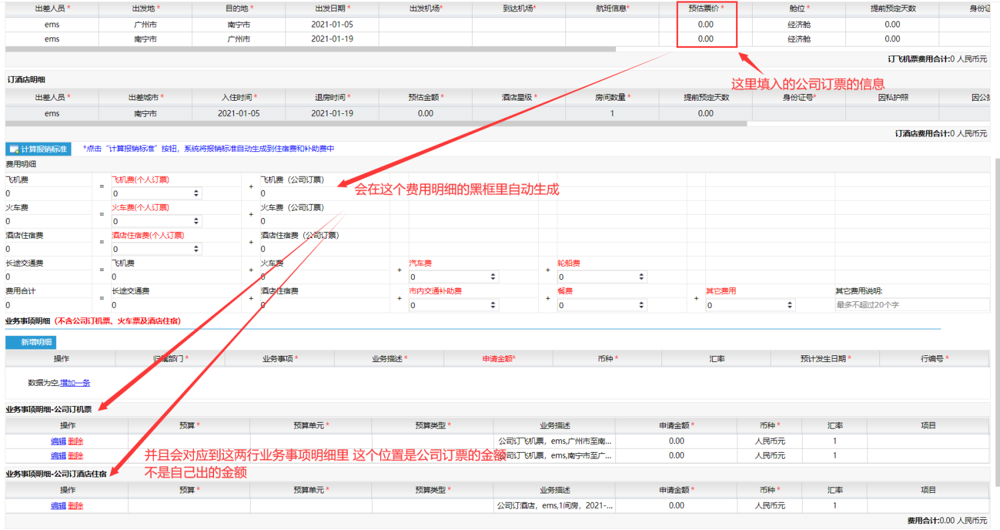 出差人员 * 出发地 * 目的地 * 出发日期 * 出发机场* 到达机场* 航班信息* 预估票价 * 舱位 * 提前预定天数 身份证
ems 广州市 南宁市 2021-01-05 0.00 经济舱 0.00
ems 南宁市 广州市 2021-01-19 0.00 经济舱 0.00
订飞机票费用合计:0 人民币元
订酒店明细
这里填入的公司订票的信息
出差人员 * 出差城市 * 入住时间 * 退房时间 * 预估金额 * 酒店星级 * 房间数量 * 提前预定天数 身份证号* 因私护照 因公护
ems 南宁市 2021-01-05 2021-01-19 0.00 1 0.00
订酒店费用合计:0 人民币元
计算报销标准 *点击“计算报销标准”按钮，系统将报销标准自动生成到住宿费和补助费中
费用明细
飞机费 = 飞机费(个人订票) + 飞机费（公司订票）
0 0 0
会在这个费用明细的黑框里自动生成
火车费 = 火车费(个人订票) + 火车费（公司订票）
0 0 0
酒店住宿费 = 酒店住宿费(个人订票) + 酒店住宿费（公司订票）
0 0 0
长途交通费 = 飞机费 + 火车费 + 汽车费 + 轮船费
0 0 0 0 0
费用合计 = 长途交通费 + 酒店住宿费 + 市内交通补助费 + 餐费 + 其它费用 其它费用说明:
0 0 0 0 0 0 最多不超过20个字
业务事项明细（不含公司订机票、火车票及酒店住宿）
新增明细
操作 归属部门 * 业务事项 * 业务描述 * 申请金额* 币种 * 汇率 预计发生日期 * 行编号 *
数据为空,增加一条
业务事项明细-公司订机票
操作 预算 * 预算单元 * 预算类型 * 业务描述 申请金额 * 币种 * 汇率 项目
编辑 删除 公司订飞机票，ems,广州市至南... 0.00 人民币元 1
编辑 删除 公司订飞机票，ems,南宁市至广... 0.00 人民币元 1
并且会对应到这两行业务事项明细里 这个位置是公司订票的金额
不是自己出的金额
业务事项明细-公司订酒店住宿
操作 预算 * 预算单元 * 预算类型 * 业务描述 申请金额 * 币种 * 汇率 项目
编辑 删除 公司订酒店，ems,1间房，2021-... 0.00 人民币元 1
费用合计:0.00 人民币元